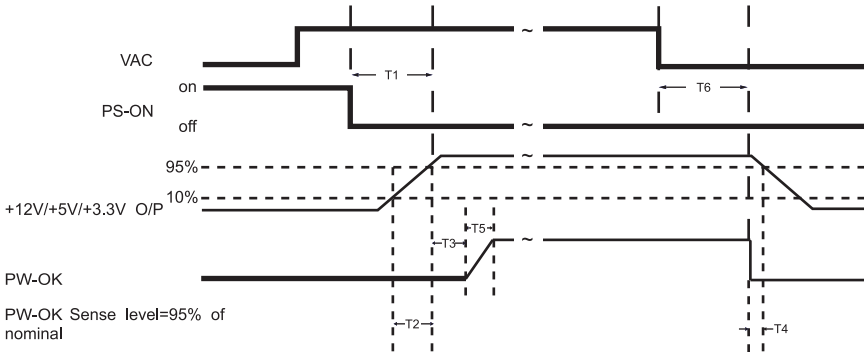 VAC
T1
T6
on
PS-ON
off
95%
10%
+12V/+5V/+3.3V O/P
T5
T3
PW-OK
PW-OK Sense level=95% of
nominal
T2
T4
~
~
~
~